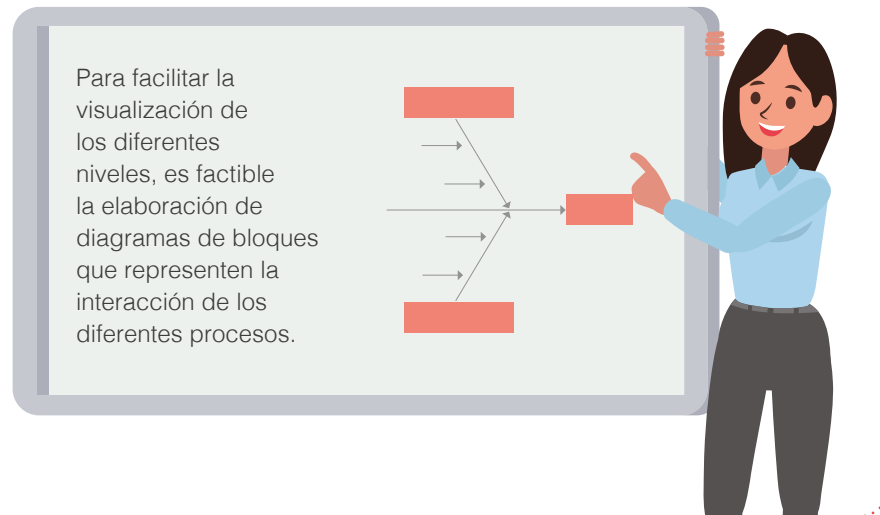 Para facilitar la
visualización de
los diferentes
niveles, es factible
la elaboración de
diagramas de bloques
que representen la
interacción de los
diferentes procesos.